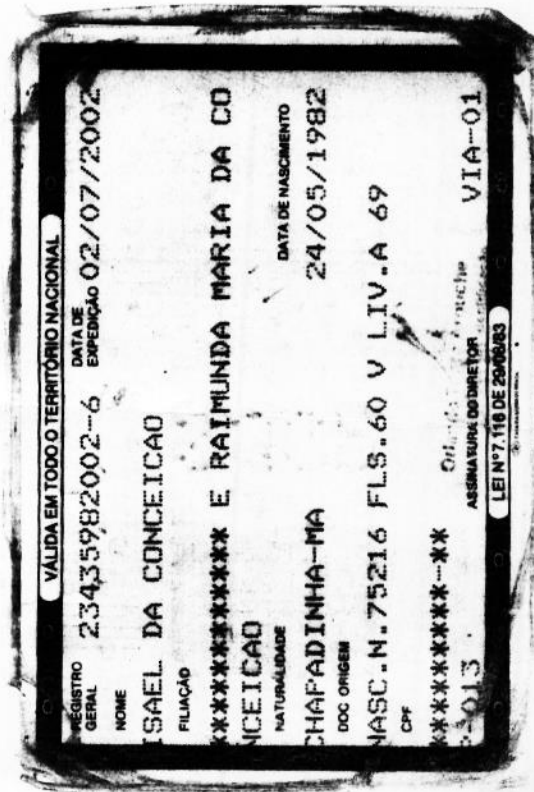 VÁLIDA EM TODO O TERRITÓRIO NACIONAL
REGISTRO GERAL 23435982002-6 DATA DE EXPEDIÇÃO 02/07/2002
NOME
ISAEL DA CONCEICAO
FILIAÇÃO
************ E RAIMUNDA MARIA DA CO
NCEICAO
NATURALIDADE DATA DE NASCIMENTO
CHAPADINHA-MA 24/05/1982
DOC ORIGEM
NASC.N.75216 FLS.60 V LIV.A 69
CPF
*********-**
P-013 VIA-01
ASSINATURA DO DIRETOR
LEI Nº 7.116 DE 29/08/83